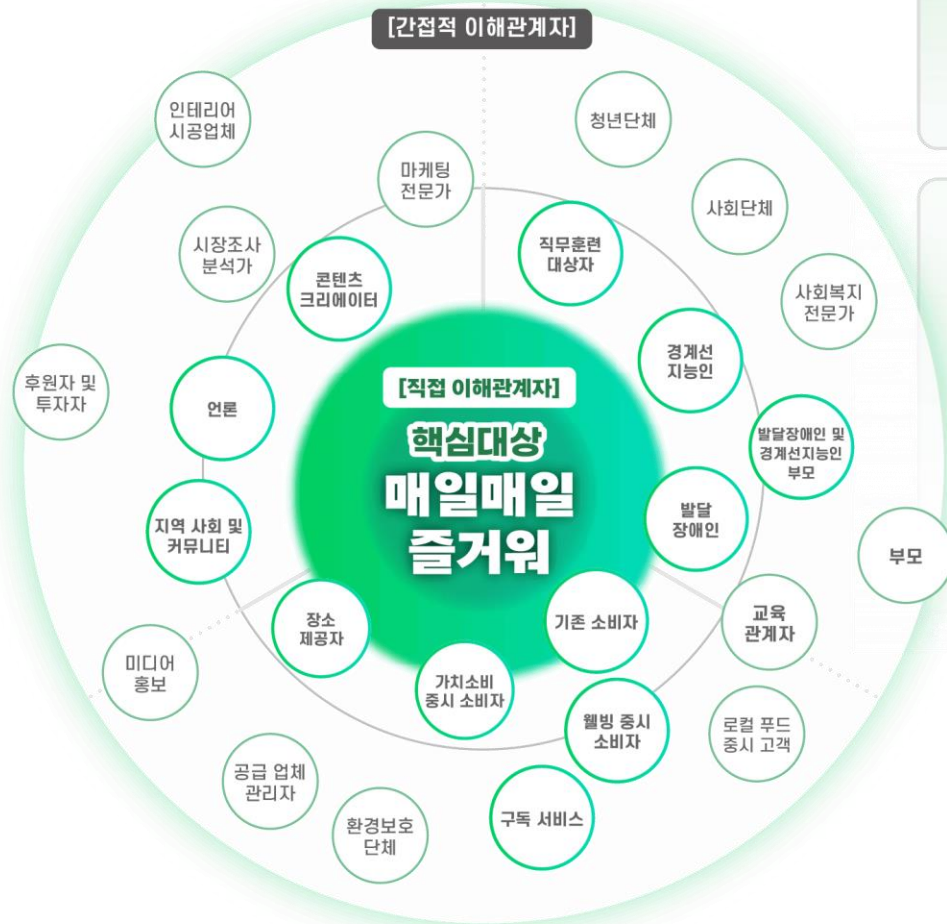 [간접적 이해관계자]
인테리어
시공업체
청년단체
마케팅
전문가
사회단체
시장조사
분석가
직무훈련
대상자
콘텐츠
크리에이터
사회복지
전문가
경계선
지능인
후원자 및
투자자
언론
[직접 이해관계자]
핵심대상
매일매일
즐거워
발달장애인 및
경계선지능인
부모
지역 사회 및
커뮤니티
발달
장애인
부모
장소
제공자
기존 소비자
교육
관계자
미디어
홍보
가치소비
중시 소비자
웰빙 중시
소비자
로컬 푸드
중시 고객
공급 업체
관리자
환경보호
단체
구독 서비스